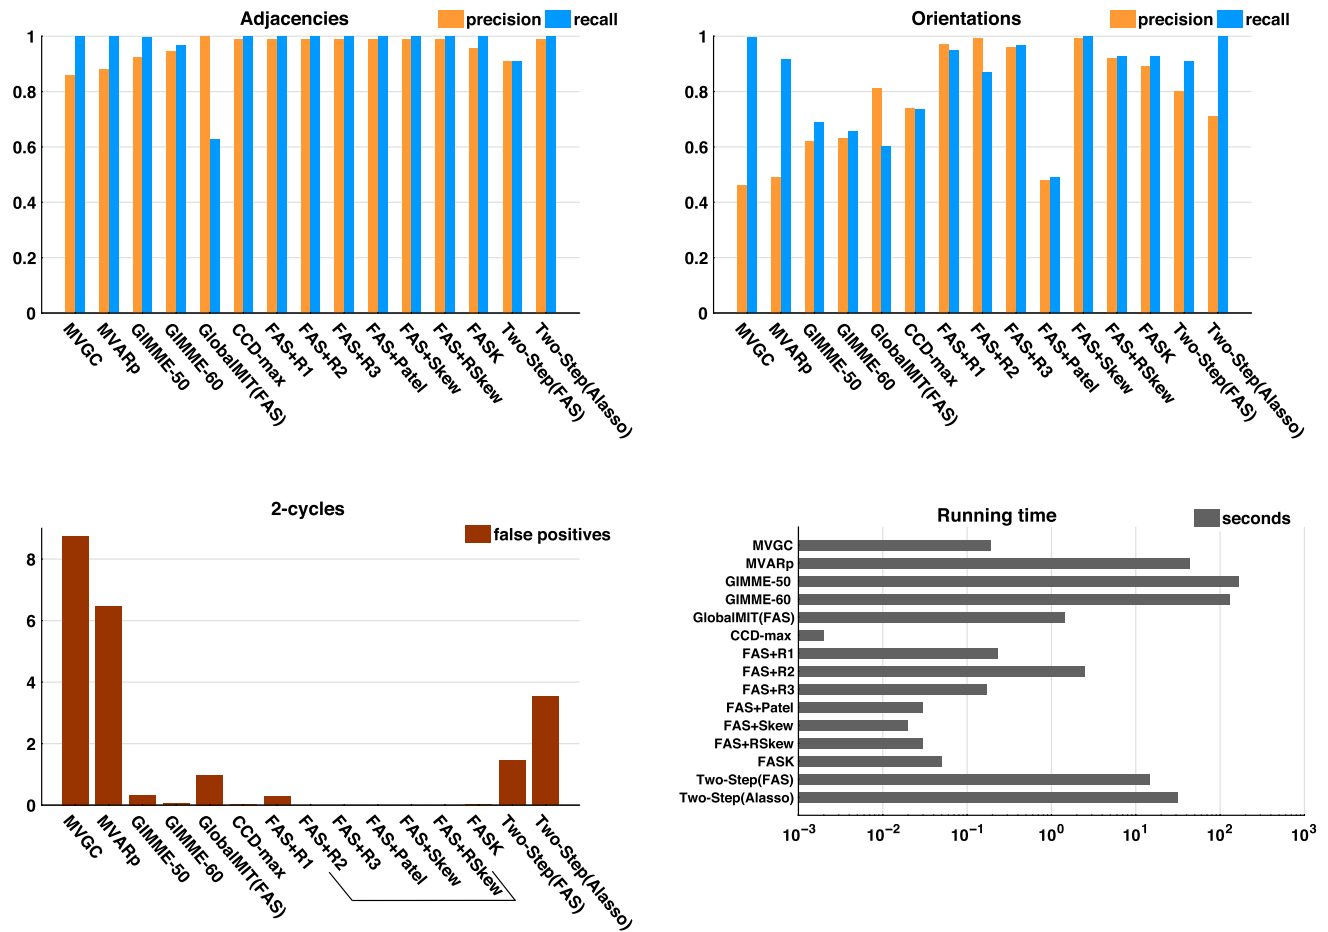 Adjacencies
precision recall
1
0.8
0.6
0.4
0.2
0
MVGC
MVARp
GIMME-50
GIMME-60
GlobalMIT(FAS)
CCD-max
FAS+R1
FAS+R2
FAS+R3
FAS+Patel
FAS+Skew
FAS+RSkew
FASK
Two-Step(FAS)
Two-Step(Alasso)
Orientations
precision recall
1
0.8
0.6
0.4
0.2
0
MVGC
MVARp
GIMME-50
GIMME-60
GlobalMIT(FAS)
CCD-max
FAS+R1
FAS+R2
FAS+R3
FAS+Patel
FAS+Skew
FAS+RSkew
FASK
Two-Step(FAS)
Two-Step(Alasso)
2-cycles
false positives
8
6
4
2
0
MVGC
MVARp
GIMME-50
GIMME-60
GlobalMIT(FAS)
CCD-max
FAS+R1
FAS+R2
FAS+R3
FAS+Patel
FAS+Skew
FAS+RSkew
FASK
Two-Step(FAS)
Two-Step(Alasso)
Running time
seconds
MVGC
MVARp
GIMME-50
GIMME-60
GlobalMIT(FAS)
CCD-max
FAS+R1
FAS+R2
FAS+R3
FAS+Patel
FAS+Skew
FAS+RSkew
FASK
Two-Step(FAS)
Two-Step(Alasso)
10⁻³ 10⁻² 10⁻¹ 10⁰ 10¹ 10² 10³